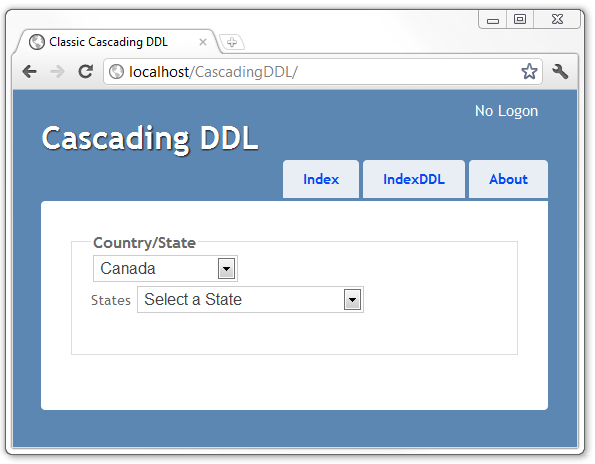 Classic Cascading DDL
localhost/CascadingDDL/
No Logon
Cascading DDL
Index IndexDDL About
Country/State
Canada
States Select a State